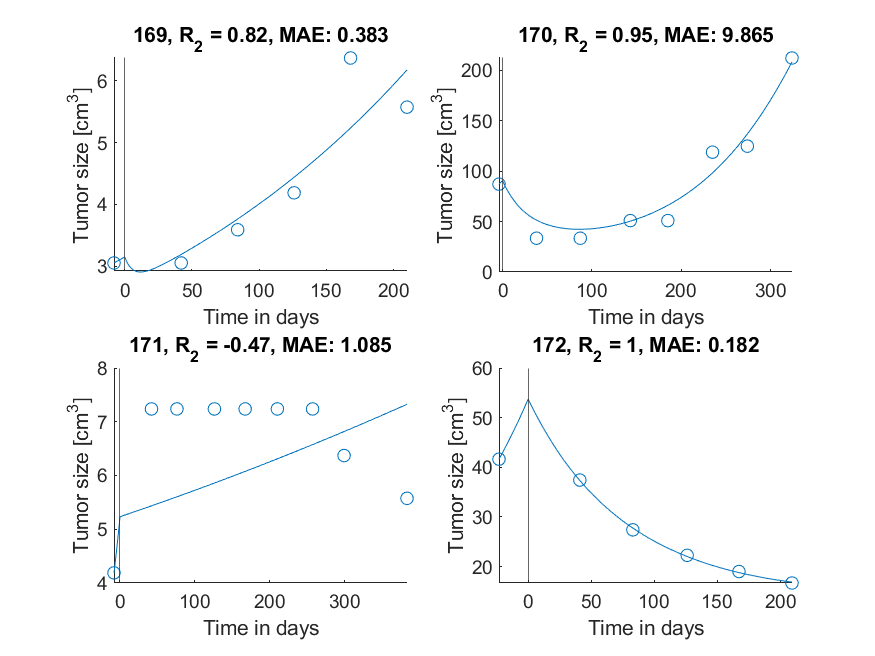 169, R2 = 0.82, MAE: 0.383
Tumor size [cm3]
6
5
4
3
0 50 100 150 200
Time in days
170, R2 = 0.95, MAE: 9.865
Tumor size [cm3]
200
150
100
50
0
0 100 200 300
Time in days
171, R2 = -0.47, MAE: 1.085
Tumor size [cm3]
8
7
6
5
4
0 100 200 300
Time in days
172, R2 = 1, MAE: 0.182
Tumor size [cm3]
60
50
40
30
20
0 50 100 150 200
Time in days